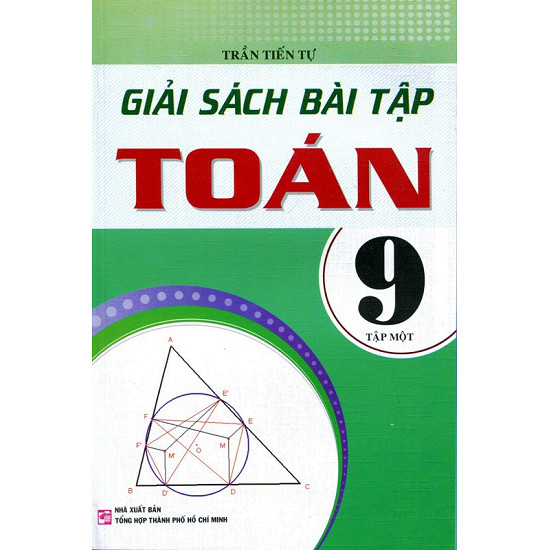 TRẦN TIẾN TỰ
GIẢI SÁCH BÀI TẬP
TOÁN
9
TẬP MỘT
A
E'
F
E
F'
M'
O
M
B
D'
D
C
NHÀ XUẤT BẢN
TỔNG HỢP THÀNH PHỐ HỒ CHÍ MINH